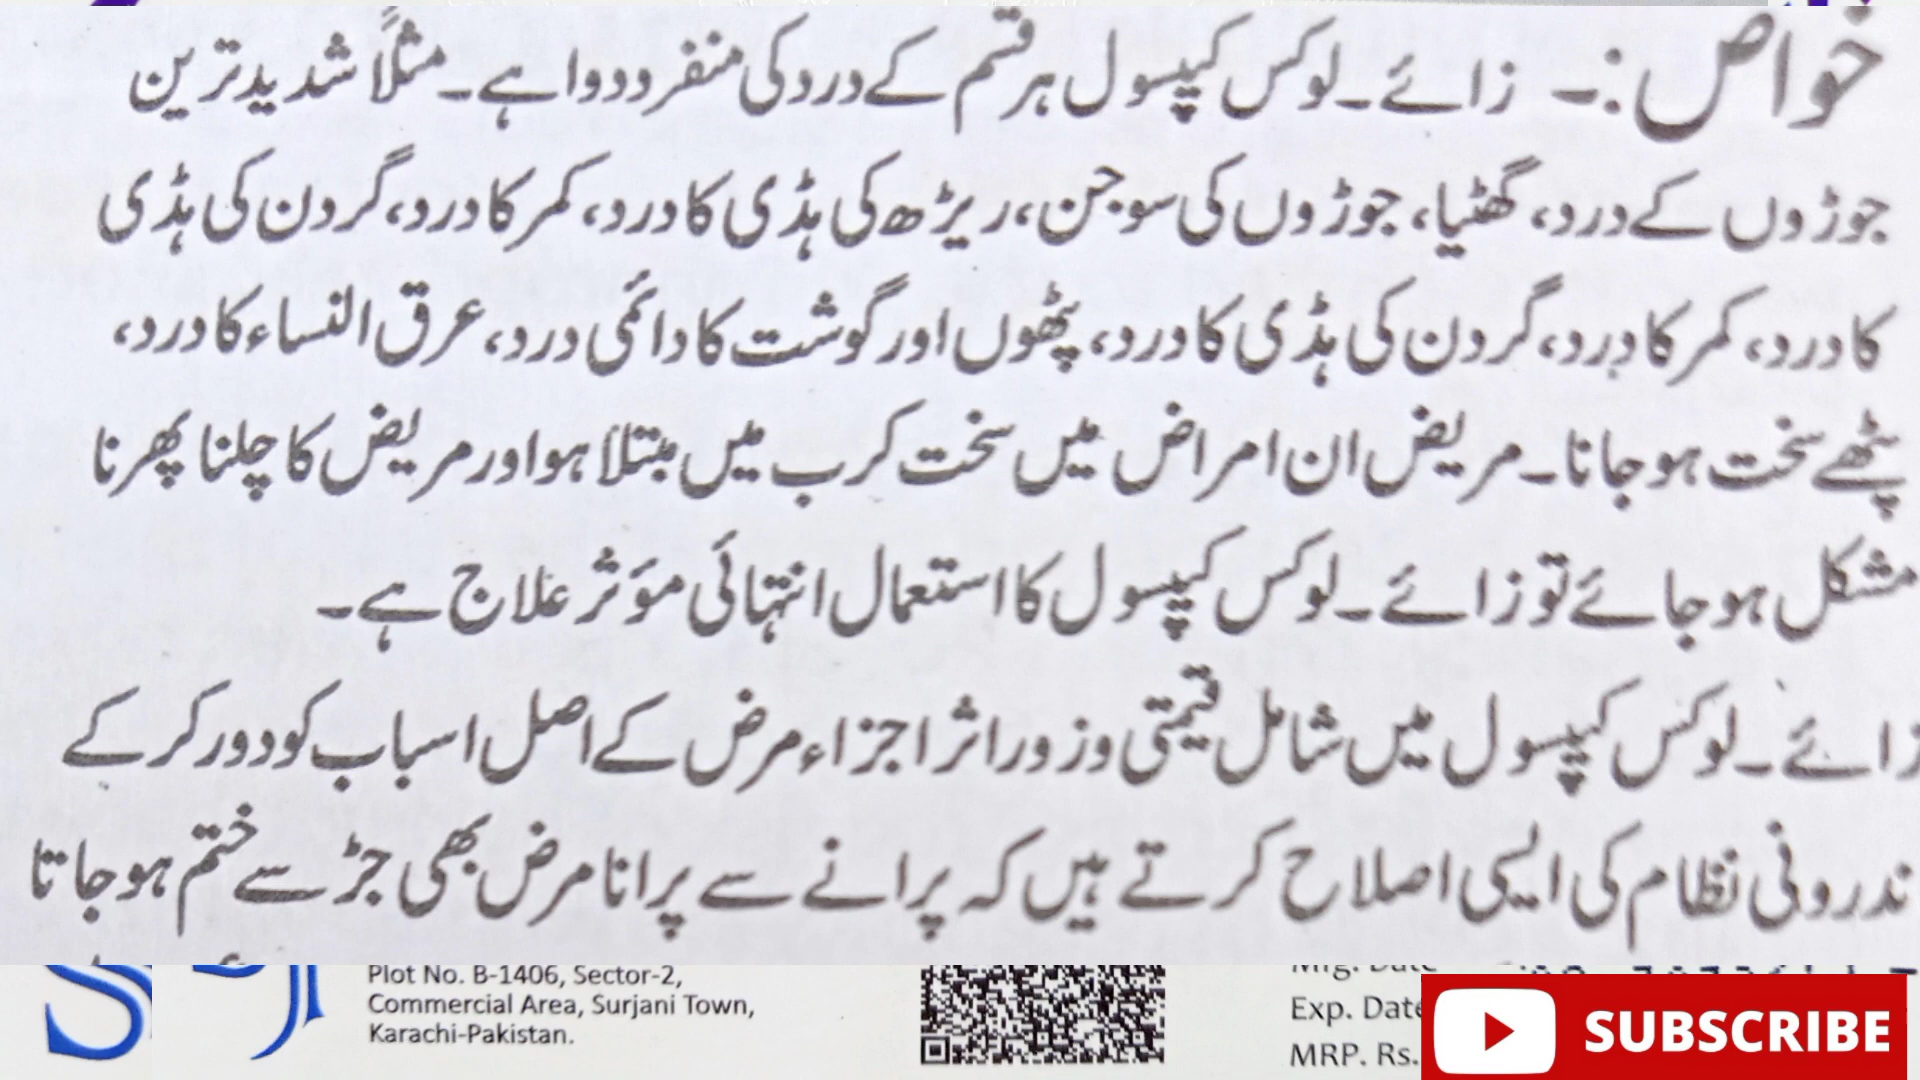 خواص:۔ زائے۔لوکس کیپسول ہر قسم کے درد کی منفرد دوا ہے۔ مثلاً شدید ترین
جوڑوں کے درد، گھٹیا، جوڑوں کی سوجن، ریڑھ کی ہڈی کا درد، کمر کا درد، گردن کی ہڈی
کا درد، کمر کا درد، گردن کی ہڈی کا درد، پٹھوں اور گوشت کا دائمی درد، عرق النساء کا درد،
پٹھے سخت ہو جانا۔ مریض ان امراض میں سخت کرب میں مبتلا ہو اور مریض کا چلنا پھرنا
مشکل ہو جائے تو زائے۔لوکس کیپسول کا استعمال انتہائی مؤثر علاج ہے۔
زائے۔لوکس کیپسول میں شامل قیمتی و زور اثر اجزاء مرض کے اصل اسباب کو دور کر کے
ندرونی نظام کی ایسی اصلاح کرتے ہیں کہ پرانے سے پرانا مرض بھی جڑ سے ختم ہو جاتا
Plot No. B-1406, Sector-2,
Commercial Area, Surjani Town,
Karachi-Pakistan.
Mfg. Date
Exp. Date
MRP. Rs.
SUBSCRIBE